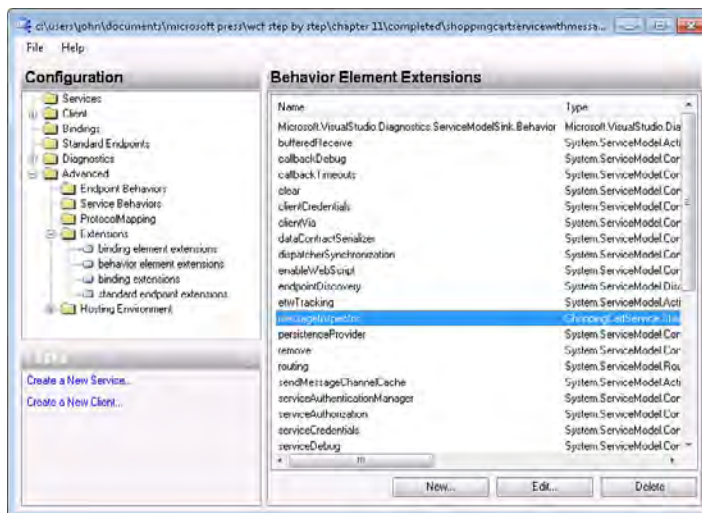 c:\users\john\documents\microsoft press\wcf step by step\chapter 11\completed\shoppingcartservicewithmessa...
File Help
Configuration
Services
Client
Bindings
Standard Endpoints
Diagnostics
Advanced
Endpoint Behaviors
Service Behaviors
ProtocolMapping
Extensions
binding element extensions
behavior element extensions
binding extensions
standard endpoint extensions
Hosting Environment
Create a New Service...
Create a New Client...
Behavior Element Extensions
Name Type
Microsoft.VisualStudio.Diagnostics.ServiceModelSink.Behavior Microsoft.VisualStudio.Dia
bufferedReceive System.ServiceModel.Acti
callbackDebug System.ServiceModel.Cor
callbackTimeouts System.ServiceModel.Cor
clear System.ServiceModel.Cor
clientCredentials System.ServiceModel.Cor
clientVia System.ServiceModel.Cor
dataContractSerializer System.ServiceModel.Cor
dispatcherSynchronization System.ServiceModel.Cor
enableWebScript System.ServiceModel.Cor
endpointDiscovery System.ServiceModel.Disc
etwTracking System.ServiceModel.Acti
messageInspector
persistenceProvider System.ServiceModel.Cor
remove System.ServiceModel.Cor
routing System.ServiceModel.Rou
sendMessageChannelCache System.ServiceModel.Acti
serviceAuthenticationManager System.ServiceModel.Cor
serviceAuthorization System.ServiceModel.Cor
serviceCredentials System.ServiceModel.Cor
serviceDebug System.ServiceModel.Cor
New... Edit... Delete